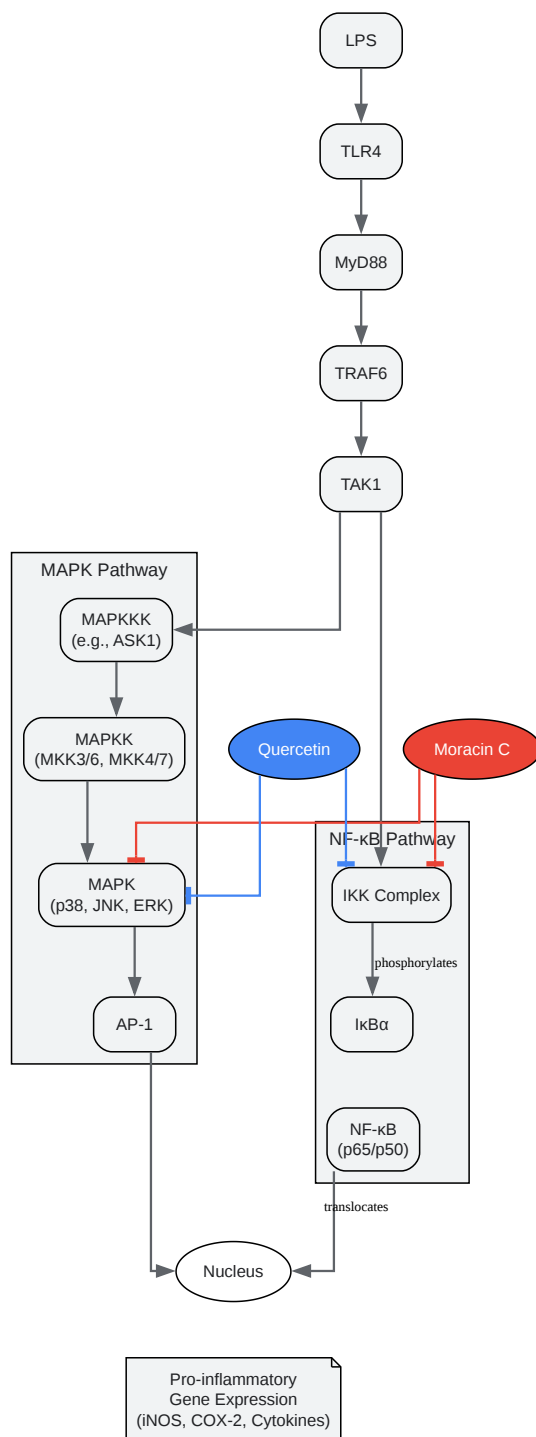 LPS
TLR4
MyD88
TRAF6
TAK1
MAPK Pathway
MAPKKK
(e.g., ASK1)
MAPKK
(MKK3/6, MKK4/7)
Quercetin
Moracin C
NF-κB Pathway
MAPK
(p38, JNK, ERK)
IKK Complex
phosphorylates
AP-1
IκBα
NF-κB
(p65/p50)
translocates
Nucleus
Pro-inflammatory
Gene Expression
(iNOS, COX-2, Cytokines)